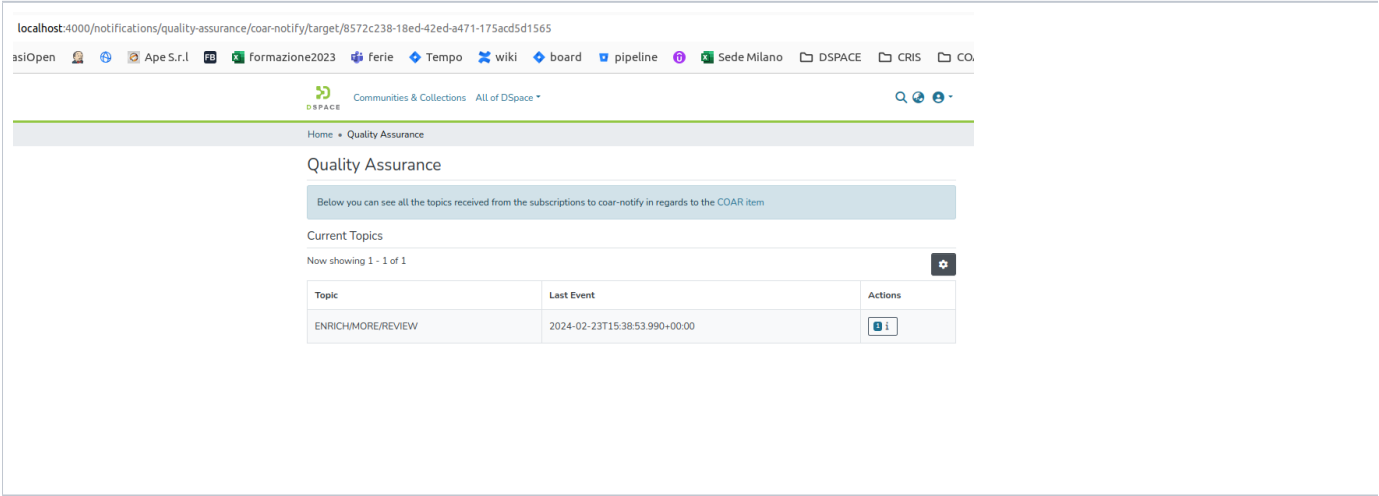 localhost:4000/notifications/quality-assurance/coar-notify/target/8572c238-18ed-42ed-a471-175acd5d1565
asiOpen Ape S.r.l FB formazione2023 ferie Tempo wiki board pipeline Sede Milano DSPACE CRIS COA
DSPACE Communities & Collections All of DSpace
Home • Quality Assurance
Quality Assurance
Below you can see all the topics received from the subscriptions to coar-notify in regards to the COAR item
Current Topics
Now showing 1 - 1 of 1
Topic Last Event Actions
ENRICH/MORE/REVIEW 2024-02-23T15:38:53.990+00:00 1 i